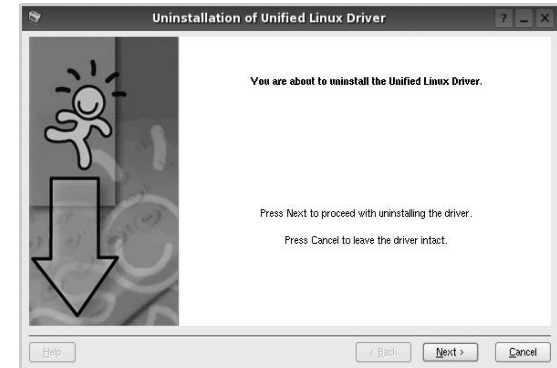 Uninstallation of Unified Linux Driver
You are about to uninstall the Unified Linux Driver.
Press Next to proceed with uninstalling the driver.
Press Cancel to leave the driver intact.
Help
< Back
Next >
Cancel